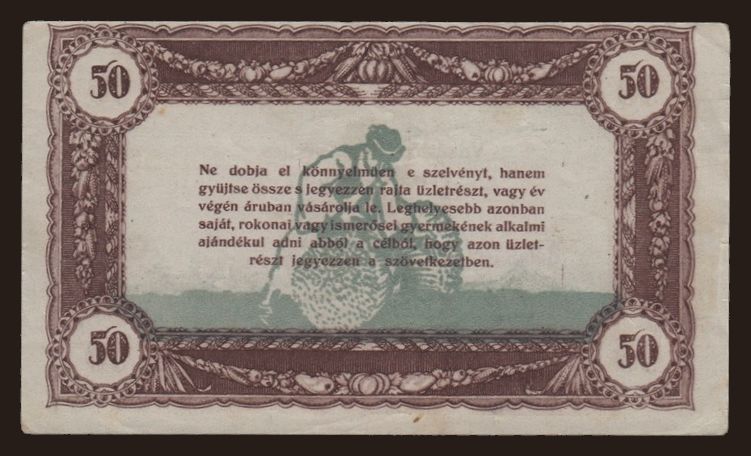 50 50
Ne dobja el könnyelműen e szelvényt, hanem
gyüjtse össze s jegyezzen rajta üzletrészt, vagy év
végén áruban vásárolja le. Leghelyesebb azonban
saját, rokonai vagy ismerősei gyermekének alkalmi
ajándékul adni abból a célból, hogy azon üzlet-
részt jegyezzen a szövetkezetben.
50 50